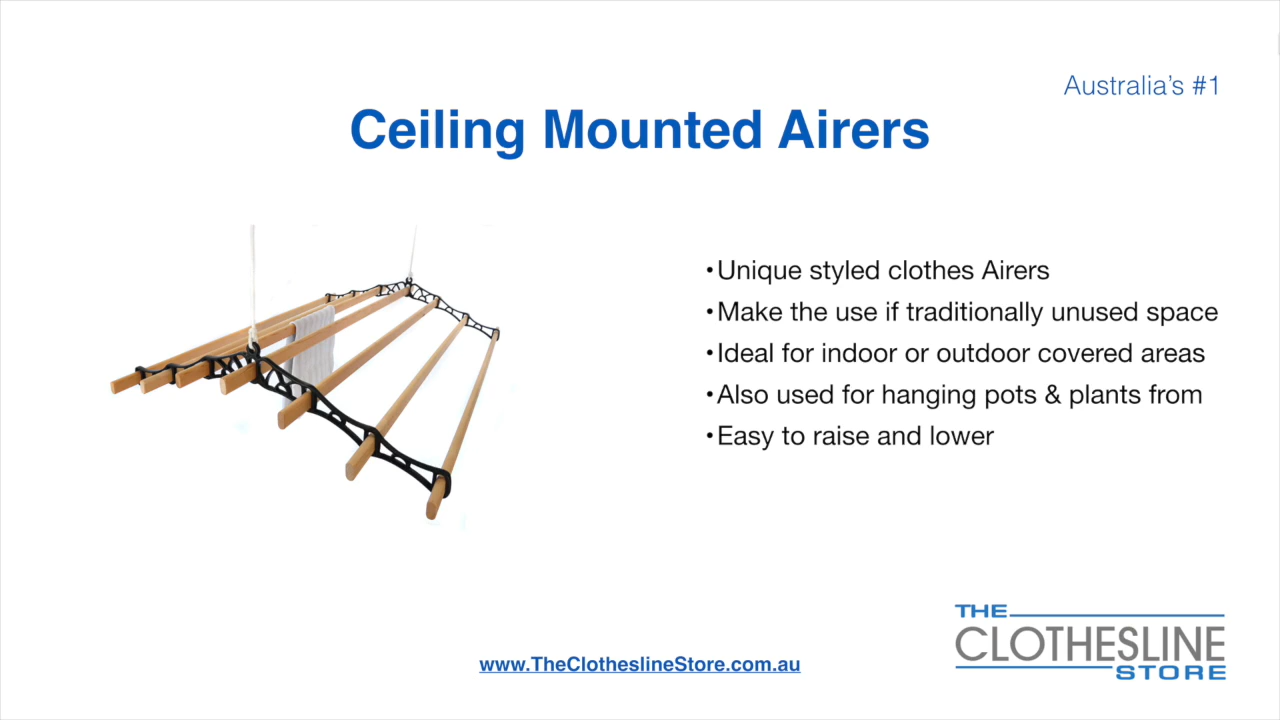 Australia's #1
Ceiling Mounted Airers
•Unique styled clothes Airers
•Make the use if traditionally unused space
•Ideal for indoor or outdoor covered areas
•Also used for hanging pots & plants from
•Easy to raise and lower
www.TheClotheslineStore.com.au
THE
CLOTHESLINE
STORE